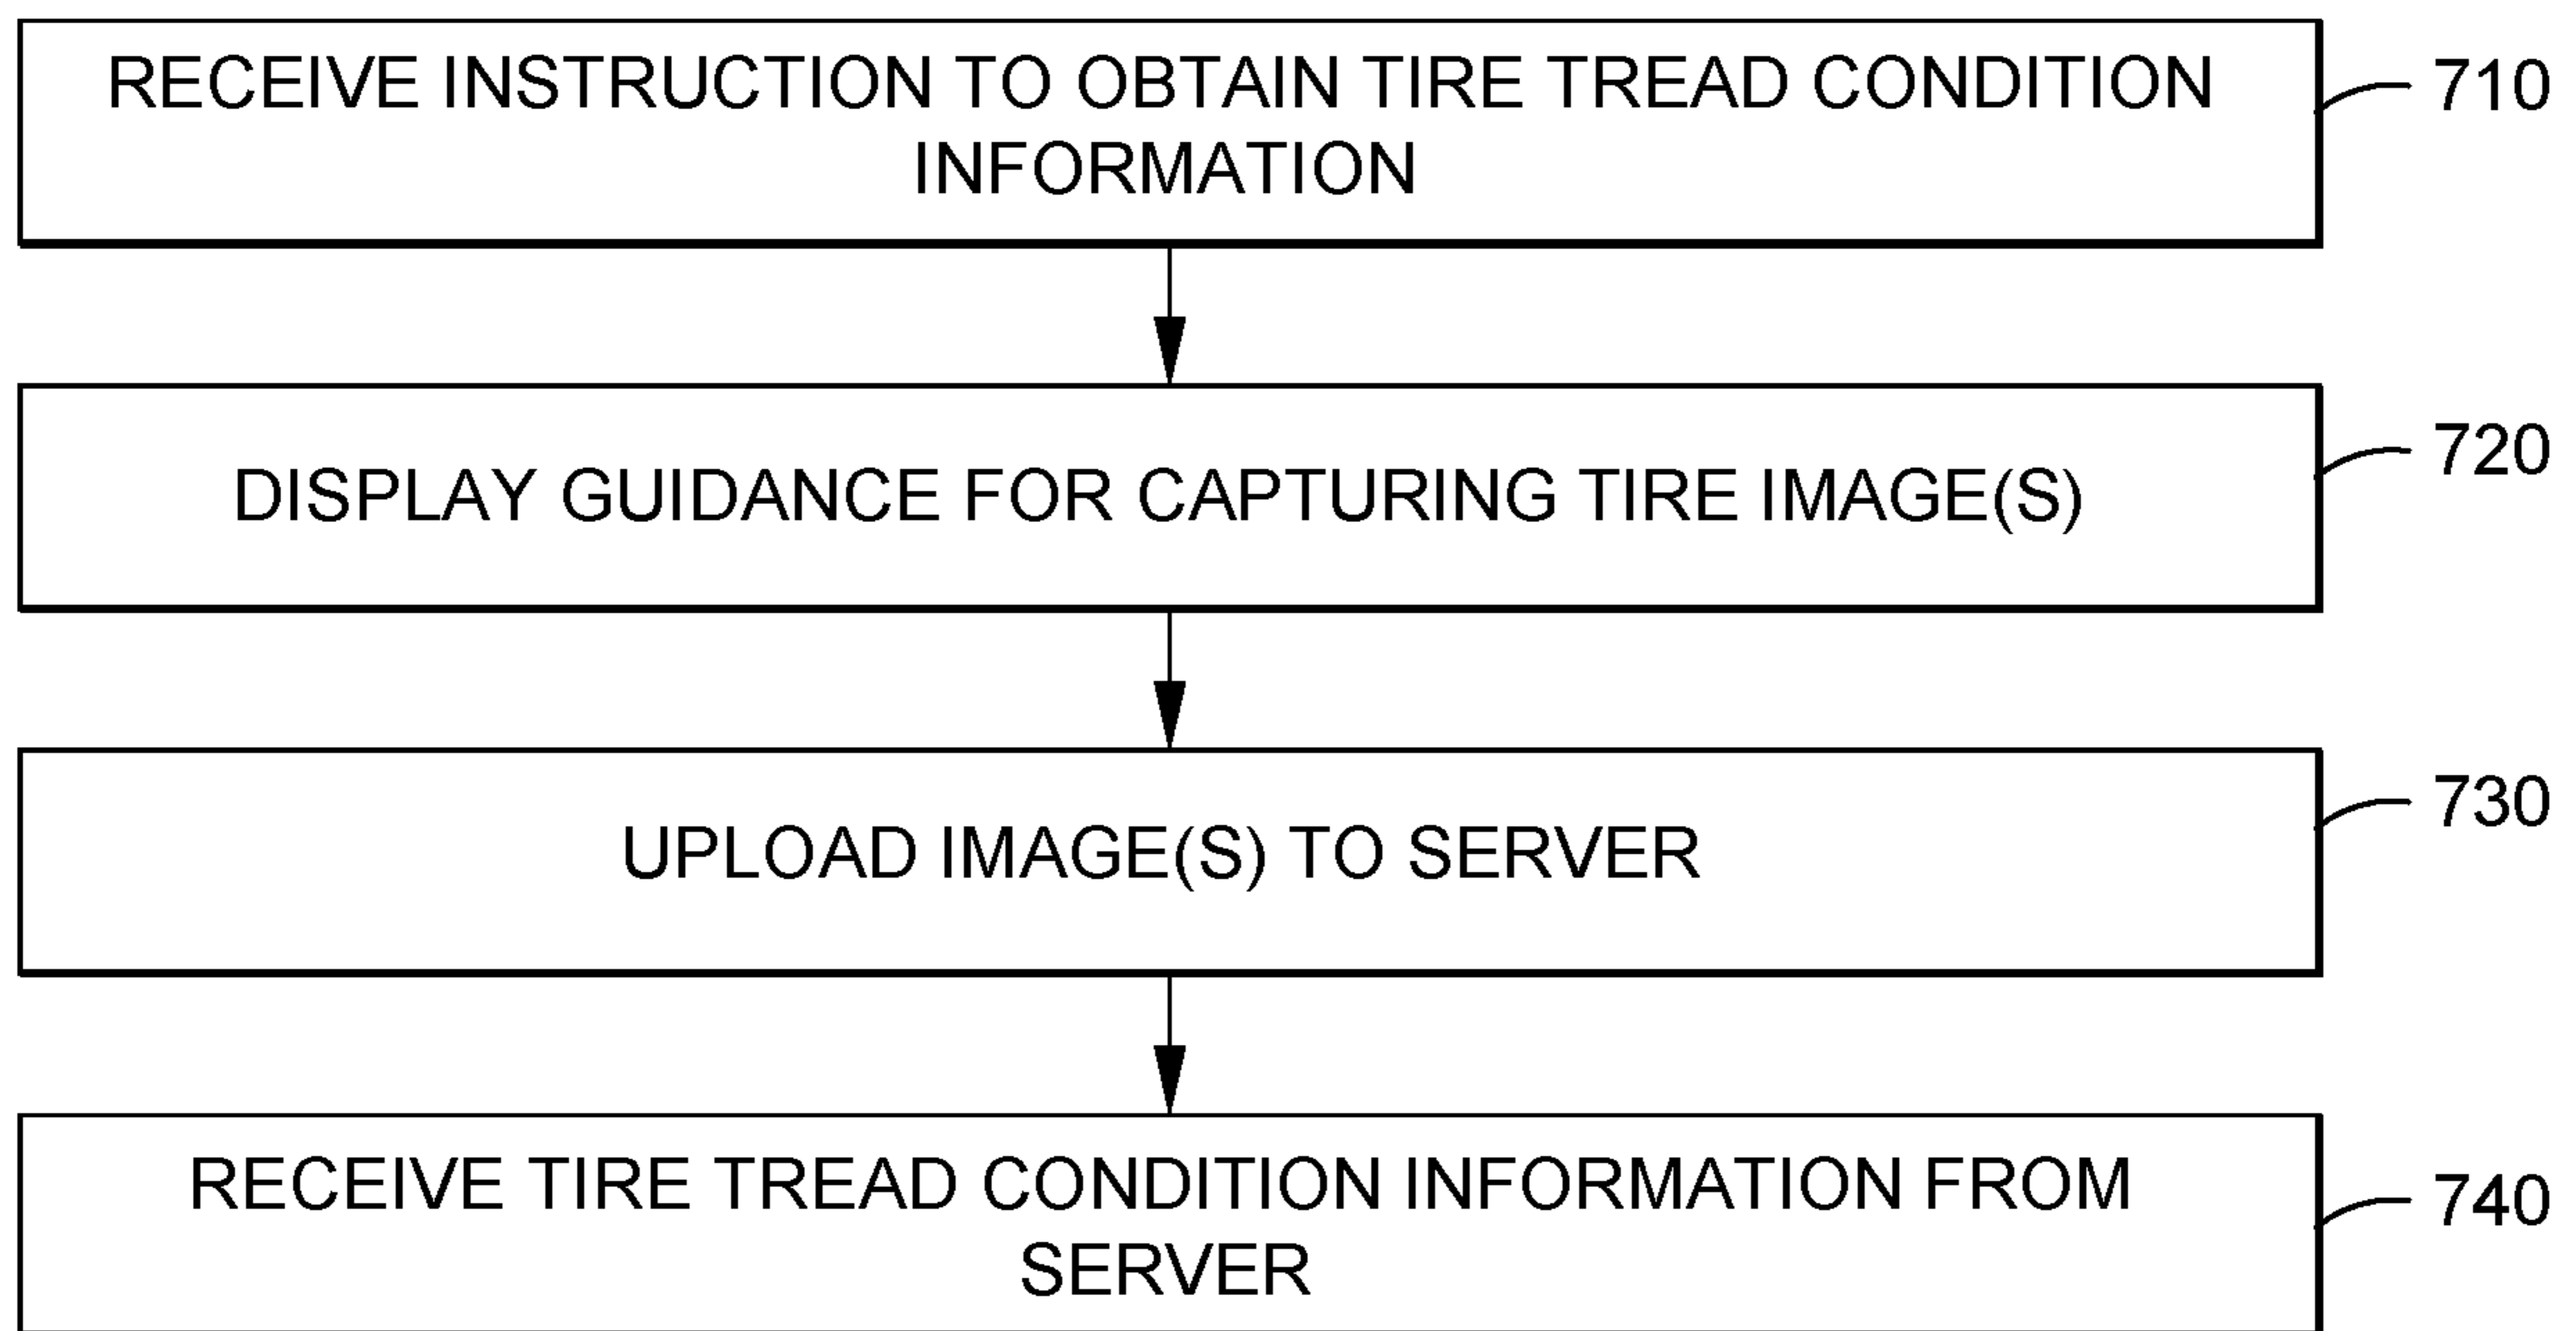 RECEIVE INSTRUCTION TO OBTAIN TIRE TREAD CONDITION
INFORMATION
710
DISPLAY GUIDANCE FOR CAPTURING TIRE IMAGE(S)
720
UPLOAD IMAGE(S) TO SERVER
730
RECEIVE TIRE TREAD CONDITION INFORMATION FROM
SERVER
740